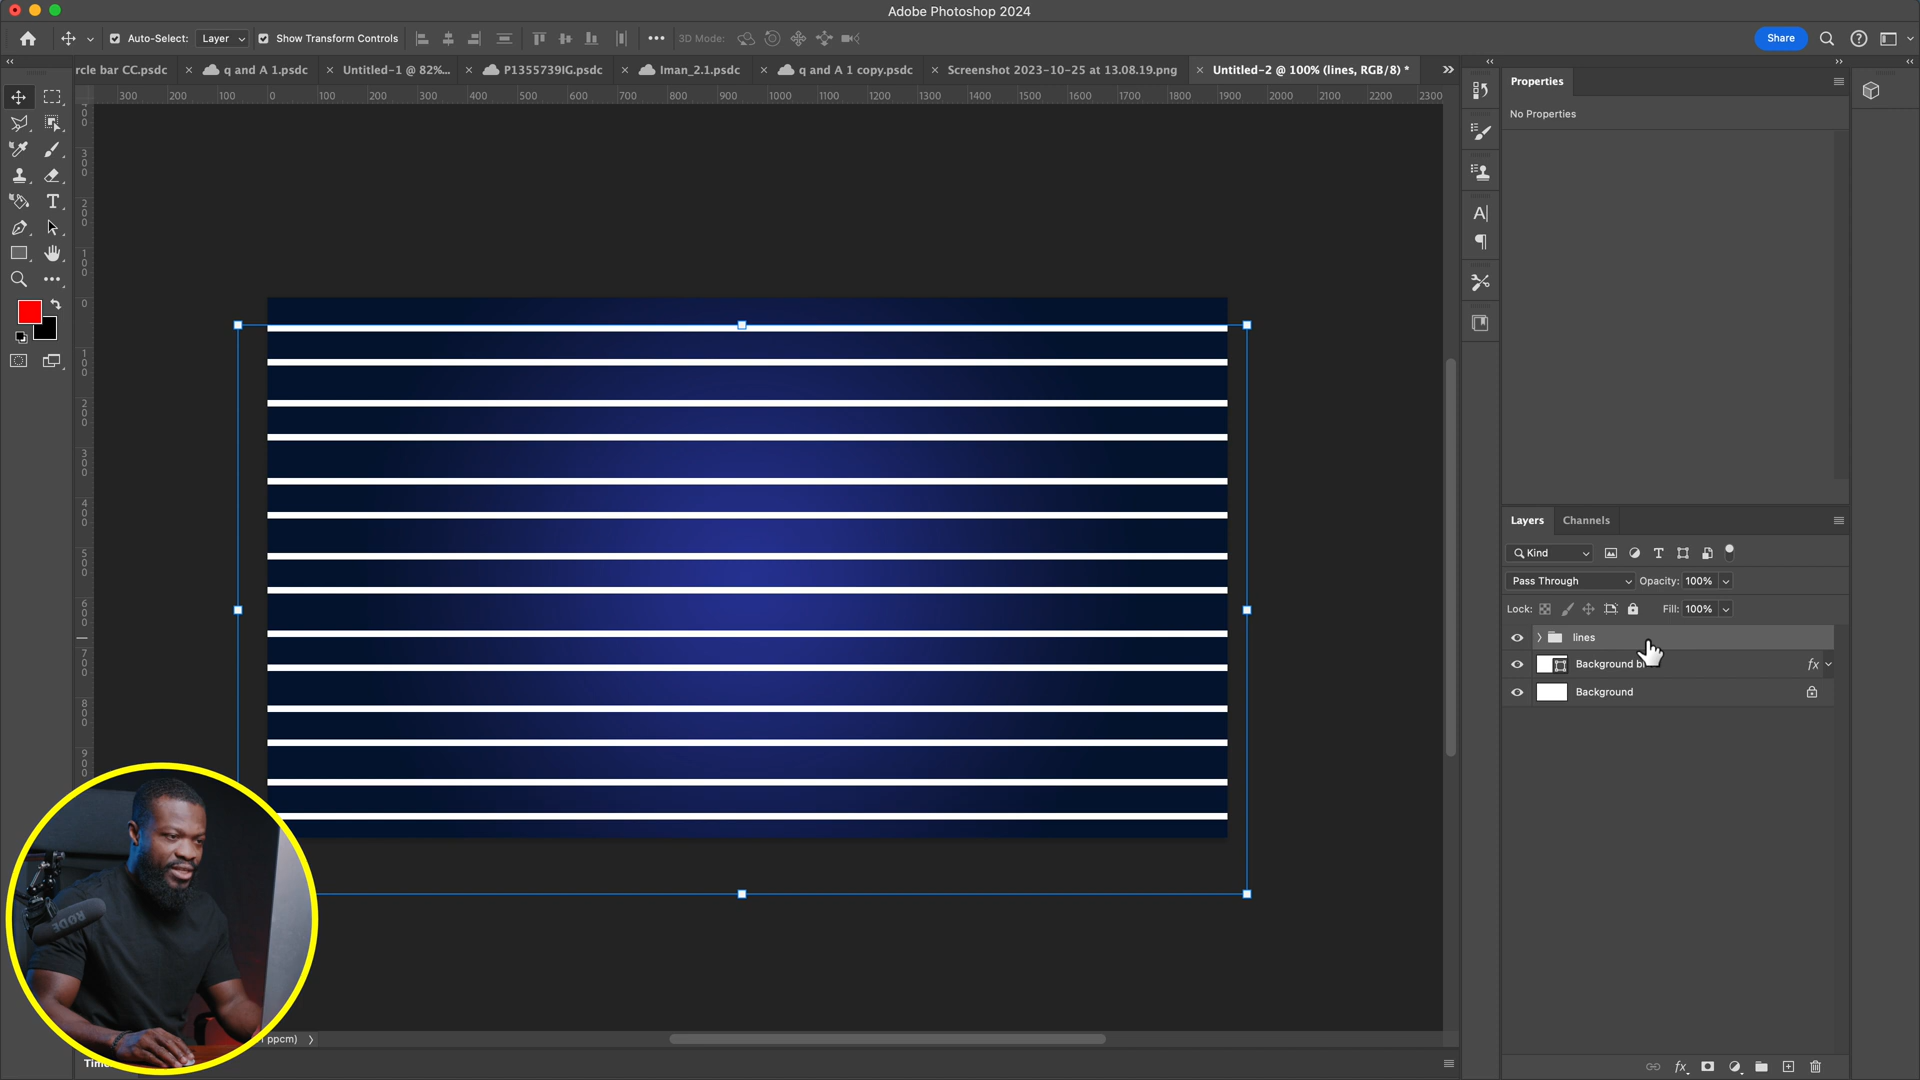 Adobe Photoshop 2024
Auto-Select: Layer Show Transform Controls 3D Mode: Share
rcle bar CC.psdc q and A 1.psdc Untitled-1 @ 82%... P1355739IG.psdc Iman_2.1.psdc q and A 1 copy.psdc Screenshot 2023-10-25 at 13.08.19.png Untitled-2 @ 100% (lines, RGB/8) *
300 200 100 0 100 200 300 400 500 600 700 800 900 1000 1100 1200 1300 1400 1500 1600 1700 1800 1900 2000 2100 2200 2300
Properties
No Properties
Layers Channels
Kind
Pass Through Opacity: 100%
Lock: Fill: 100%
lines
Background b
fx
Background
RØDE
ppcm)
Time
fx